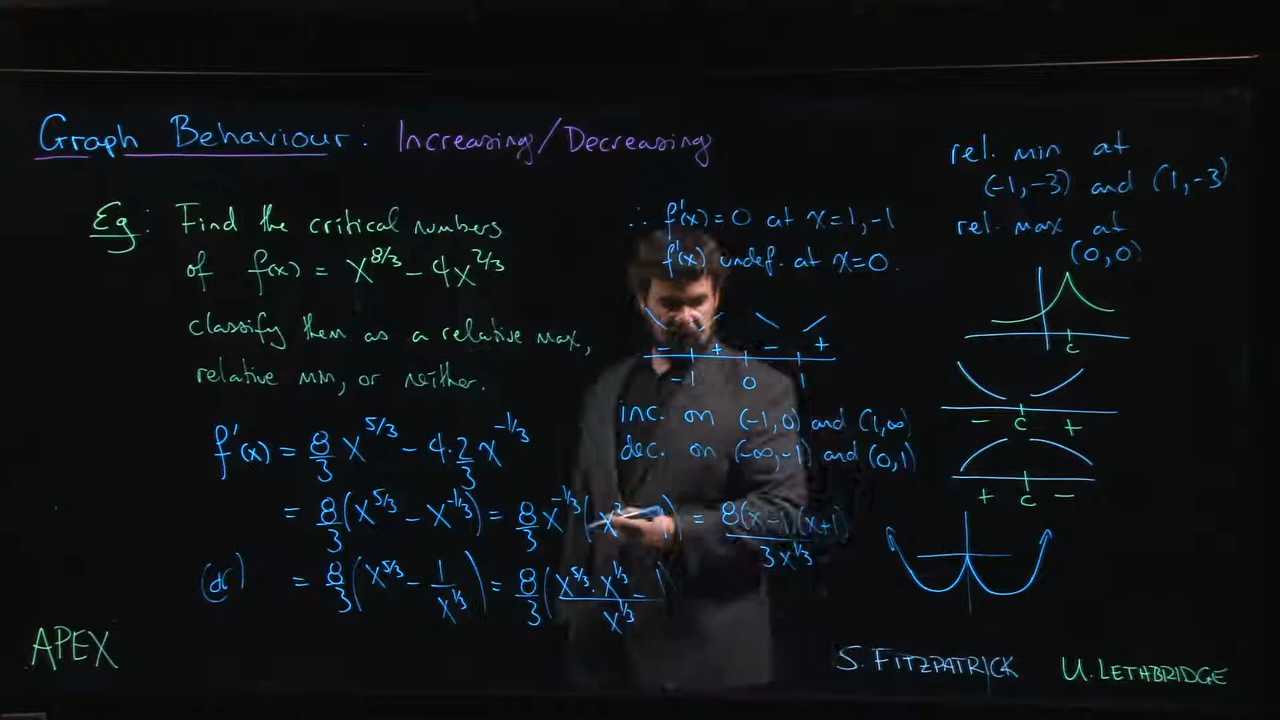 Graph Behaviour: Increasing/Decreasing
Eg: Find the critical numbers
of f(x) = x^{8/3} - 4x^{2/3}
classify them as a relative max,
relative min, or neither.
f'(x) = 8/3 x^{5/3} - 4·2/3 x^{-1/3}
= 8/3 (x^{5/3} - x^{-1/3}) = 8/3 x^{-1/3} (x^2 ) = 8(x-1)(x+1)/3x^{1/3}
(or) = 8/3 (x^{5/3} - 1/x^{1/3}) = 8/3 (x^{5/3}·x^{1/3} - 1/x^{1/3})
∴ f'(x) = 0 at x = 1, -1
f'(x) undef. at x = 0.
- + - +
-1 0 1
inc. on (-1, 0) and (1, ∞)
dec. on (-∞, -1) and (0, 1)
rel. min at
(-1, -3) and (1, -3)
rel. max at
(0, 0)
c
- c +
+ c -
APEX
S. FITZPATRICK U. LETHBRIDGE